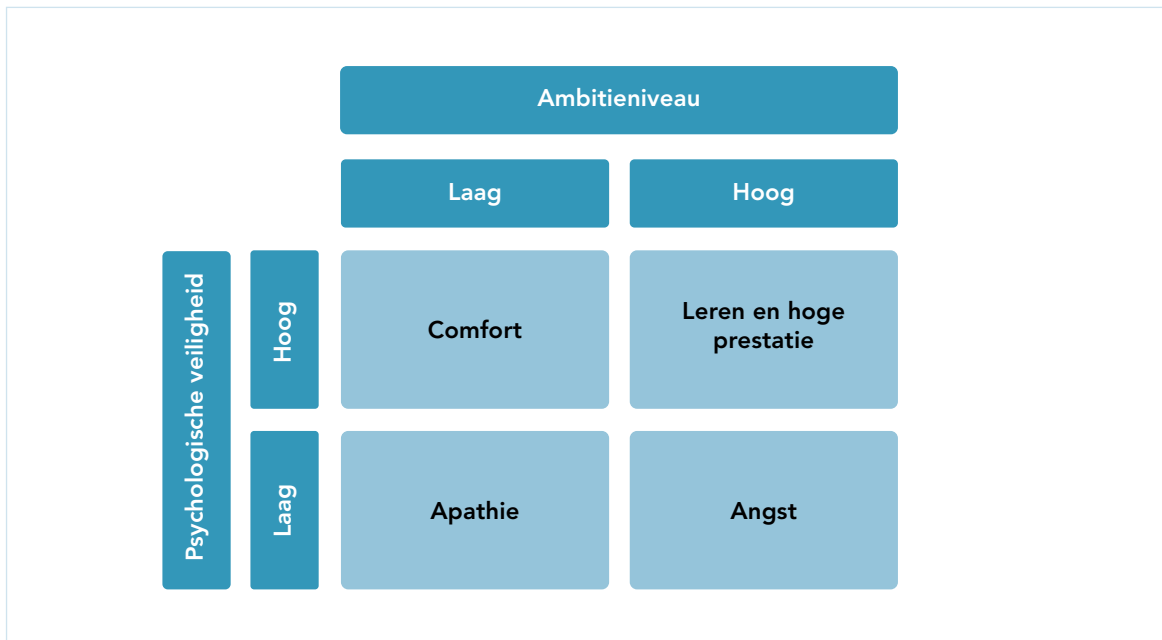 Ambitieniveau
Laag
Hoog
Psychologische veiligheid
Hoog
Comfort
Leren en hoge
prestatie
Laag
Apathie
Angst